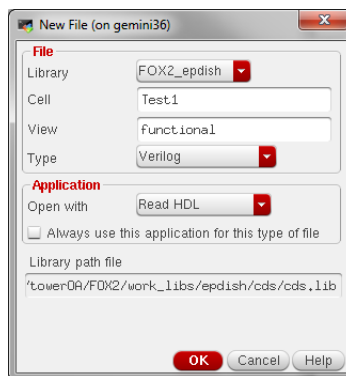 New File (on gemini36)
File
Library FOX2_epdish
Cell Test1
View functional
Type Verilog
Application
Open with Read HDL
Always use this application for this type of file
Library path file
/towerOA/FOX2/work_libs/epdish/cds/cds.lib
OK Cancel Help